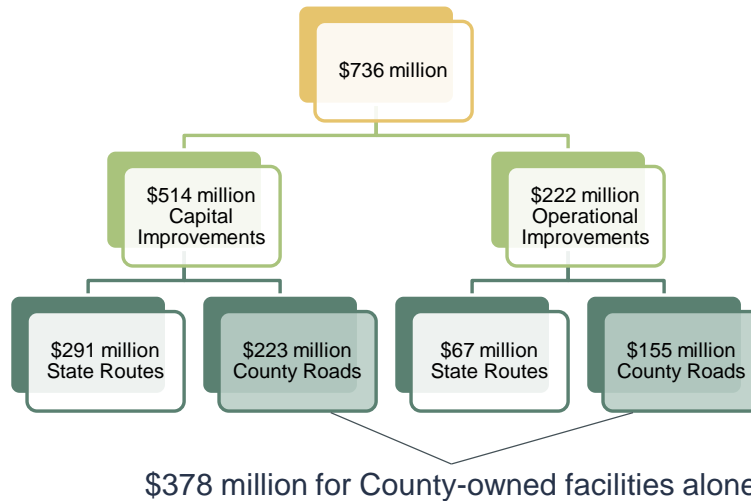 $736 million
$514 million
Capital
Improvements
$222 million
Operational
Improvements
$291 million
State Routes
$223 million
County Roads
$67 million
State Routes
$155 million
County Roads
$378 million for County-owned facilities alone